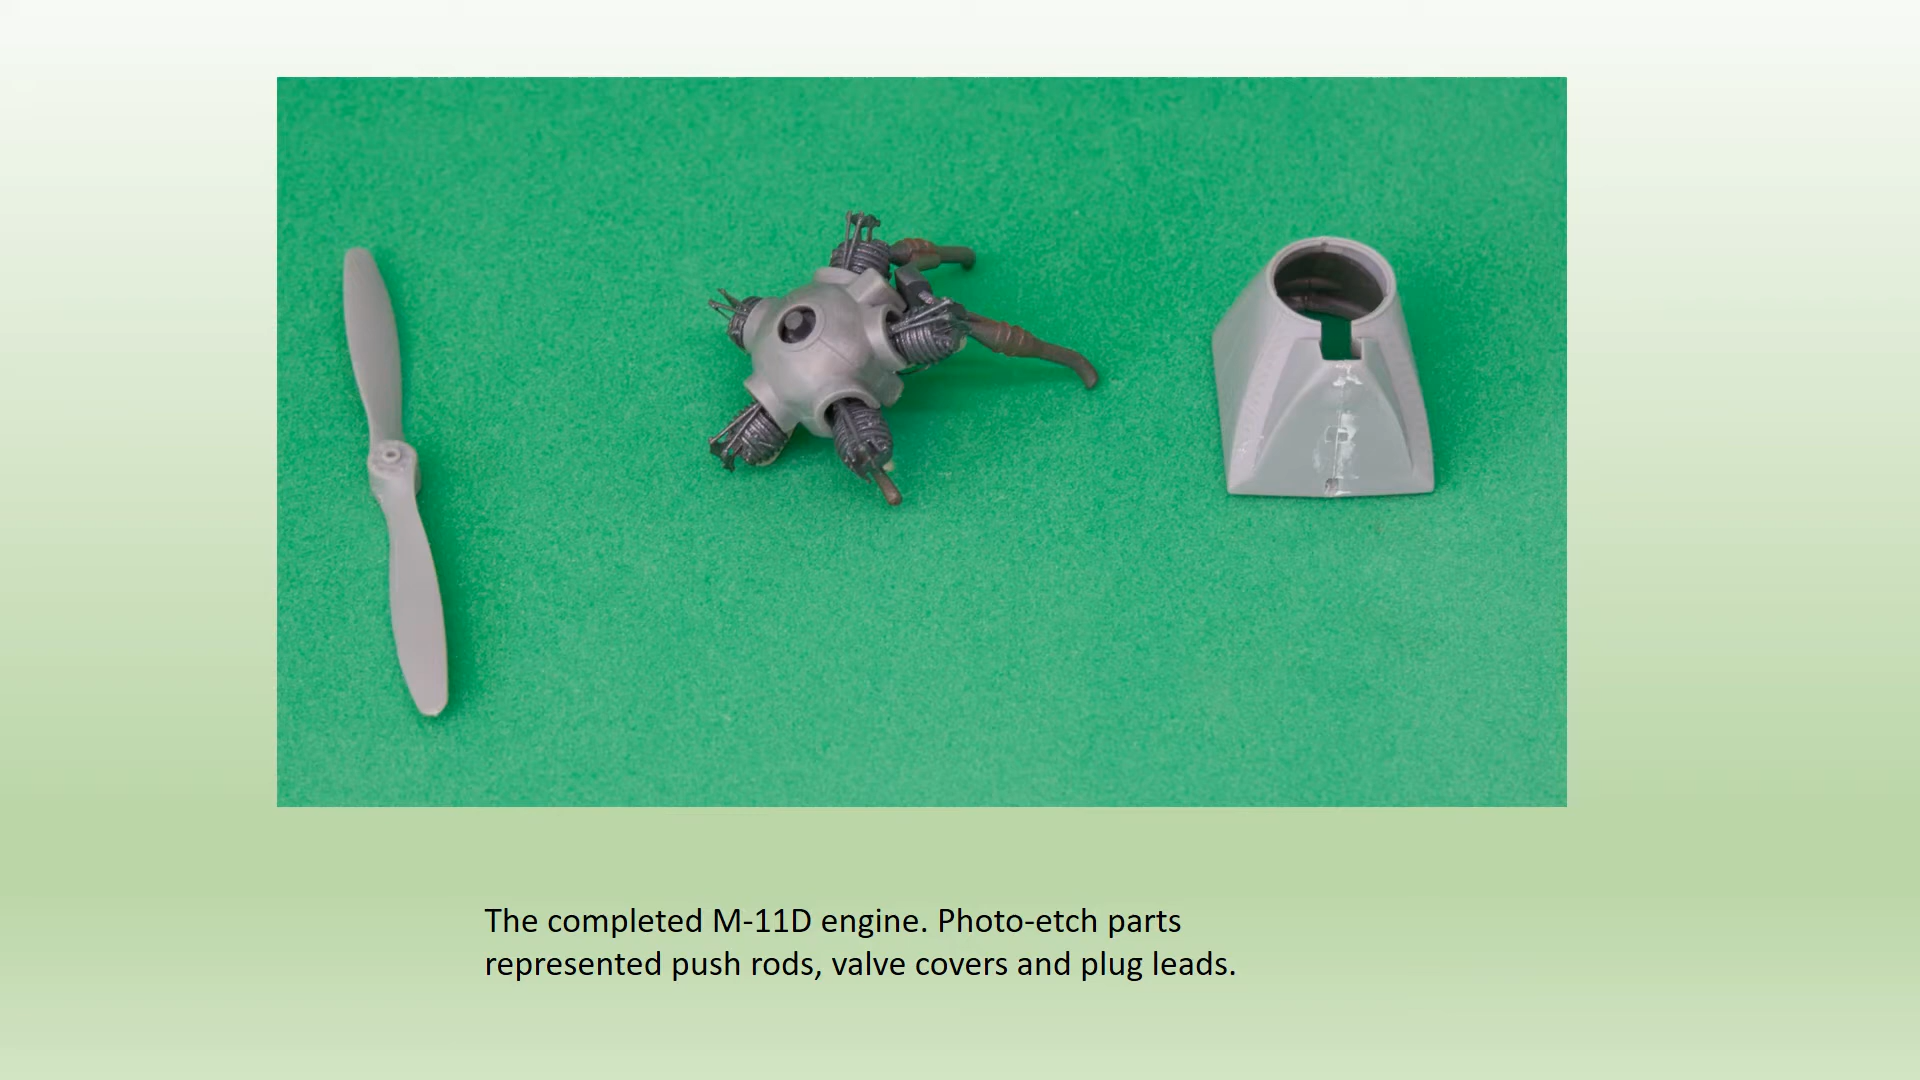 The completed M-11D engine. Photo-etch parts
represented push rods, valve covers and plug leads.